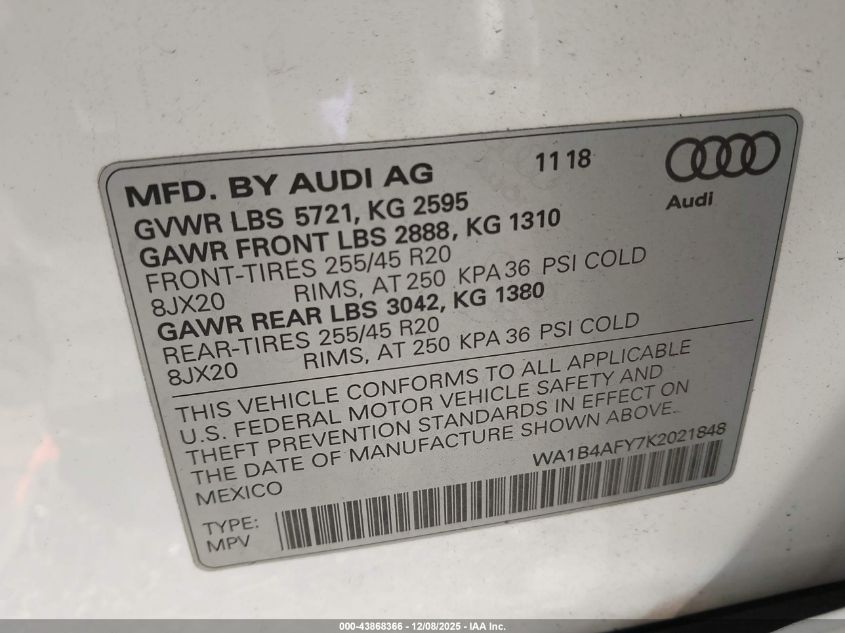 MFD. BY AUDI AG 11 18
Audi
GVWR LBS 5721, KG 2595
GAWR FRONT LBS 2888, KG 1310
FRONT-TIRES 255/45 R20
8JX20 RIMS, AT 250 KPA 36 PSI COLD
GAWR REAR LBS 3042, KG 1380
REAR-TIRES 255/45 R20
8JX20 RIMS, AT 250 KPA 36 PSI COLD
THIS VEHICLE CONFORMS TO ALL APPLICABLE
U.S. FEDERAL MOTOR VEHICLE SAFETY AND
THEFT PREVENTION STANDARDS IN EFFECT ON
THE DATE OF MANUFACTURE SHOWN ABOVE.
MEXICO WA1B4AFY7K2021848
TYPE:
MPV
000-43868366 - 12/08/2025 - IAA Inc.